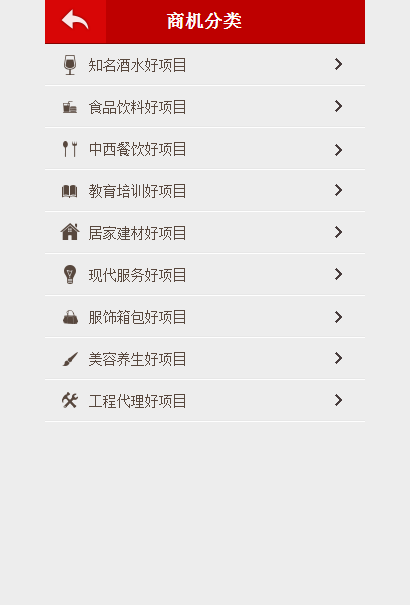 商机分类
知名酒水好项目
食品饮料好项目
中西餐饮好项目
教育培训好项目
居家建材好项目
现代服务好项目
服饰箱包好项目
美容养生好项目
工程代理好项目